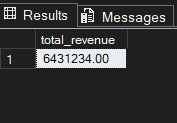 Results Messages
total_revenue
1 6431234.00